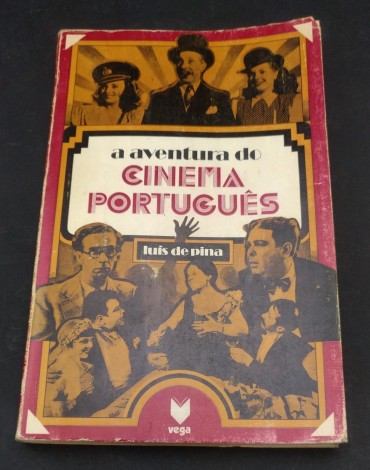 a aventura do
CINEMA
PORTUGUÊS
luís de pina
vega